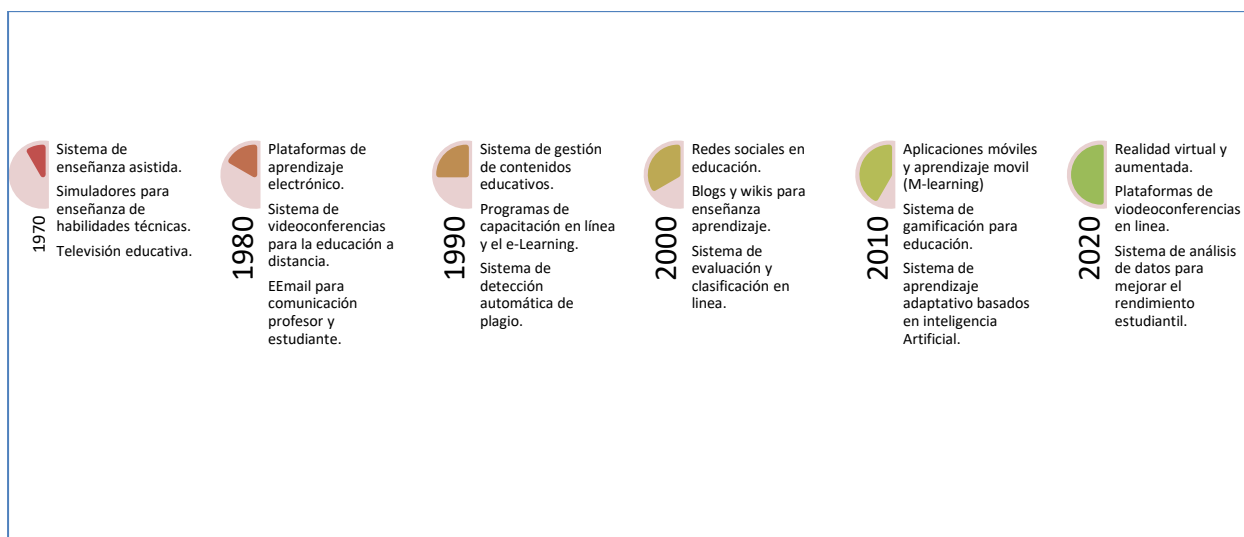 1970
Sistema de
enseñanza asistida.
Simuladores para
enseñanza de
habilidades técnicas.
Televisión educativa.
1980
Plataformas de
aprendizaje
electrónico.
Sistema de
videoconferencias
para la educación a
distancia.
EEmail para
comunicación
profesor y
estudiante.
1990
Sistema de gestión
de contenidos
educativos.
Programas de
capacitación en línea
y el e-Learning.
Sistema de
detección
automática de
plagio.
2000
Redes sociales en
educación.
Blogs y wikis para
enseñanza
aprendizaje.
Sistema de
evaluación y
clasificación en
linea.
2010
Aplicaciones móviles
y aprendizaje movil
(M-learning)
Sistema de
gamificación para
educación.
Sistema de
aprendizaje
adaptativo basados
en inteligencia
Artificial.
2020
Realidad virtual y
aumentada.
Plataformas de
viodeoconferencias
en linea.
Sistema de análisis
de datos para
mejorar el
rendimiento
estudiantil.